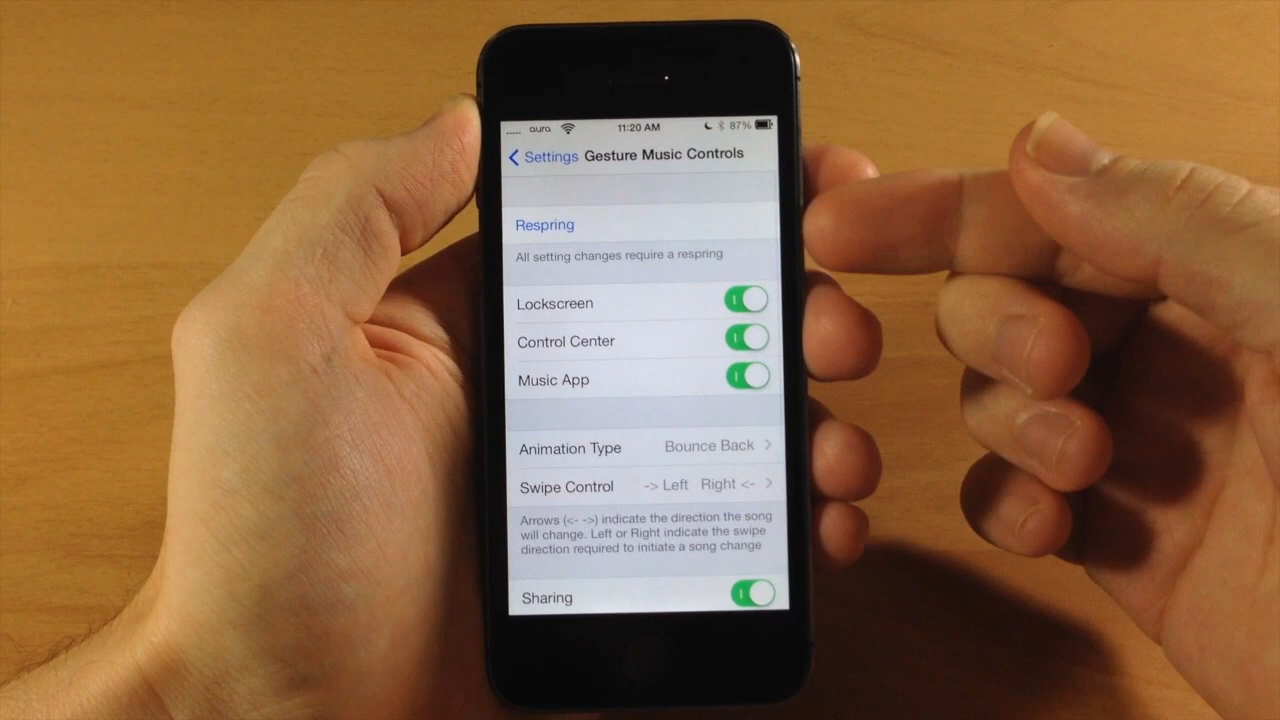 ..... aura 11:20 AM 87%
Settings Gesture Music Controls
Respring
All setting changes require a respring
Lockscreen
Control Center
Music App
Animation Type Bounce Back >
Swipe Control -> Left Right <- >
Arrows (<- ->) indicate the direction the song
will change. Left or Right indicate the swipe
direction required to initiate a song change
Sharing